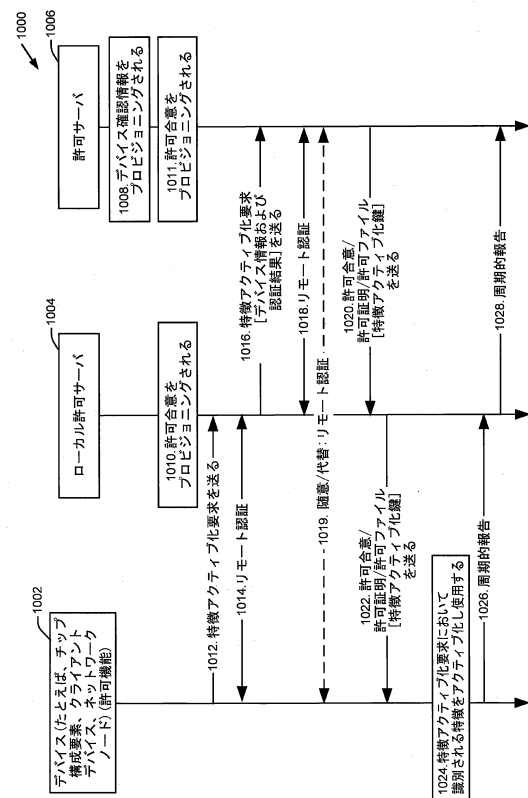 1000
1002
デバイス(たとえば、チップ
構成要素、クライアント
デバイス、ネットワーク
ノード)(許可機能)
1004
ローカル許可サーバ
1006
許可サーバ
1008.デバイス確認情報を
プロビジョニングされる
1010.許可合意を
プロビジョニングされる
1011.許可合意を
プロビジョニングされる
1012.特徴アクティブ化要求を送る
1014.リモート認証
1016.特徴アクティブ化要求
[デバイス情報および
認証結果]を送る
1018.リモート認証
1019. 随意/代替:リモート認証
1020.許可合意/
許可証明/許可ファイル
[特徴アクティブ化鍵]
を送る
1022.許可合意/
許可証明/許可ファイル
[特徴アクティブ化鍵]
を送る
1024.特徴アクティブ化要求において
識別される特徴をアクティブ化し使用する
1026.周期的報告
1028.周期的報告